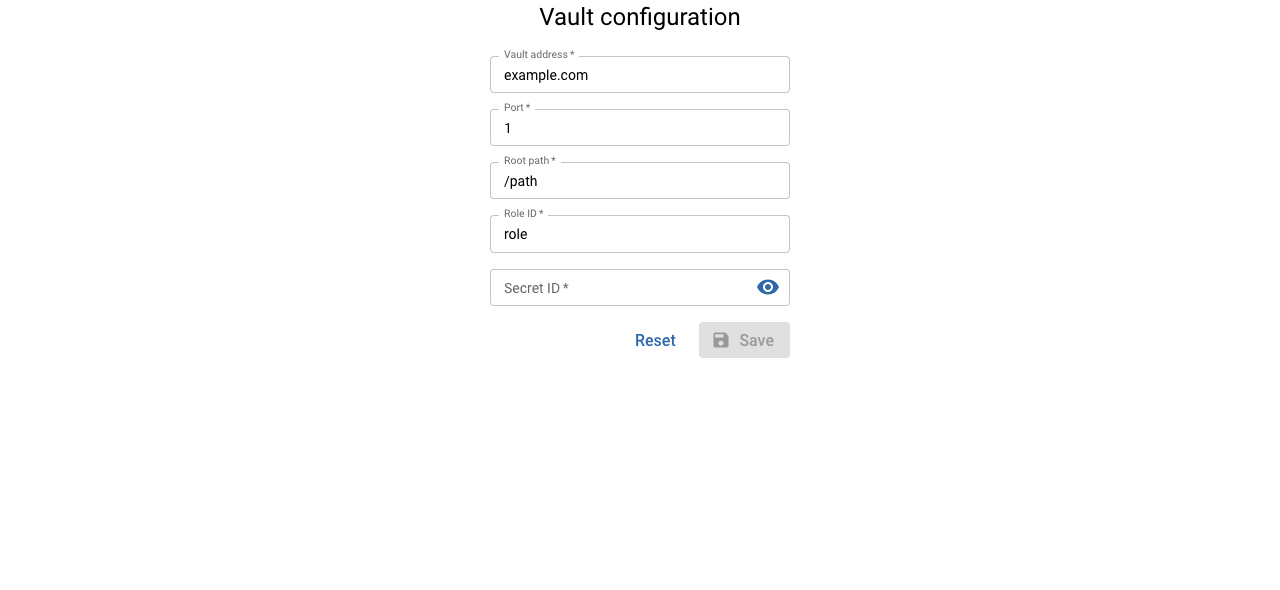 Vault configuration
Vault address *
example.com
Port *
1
Root path *
/path
Role ID *
role
Secret ID *
Reset
Save